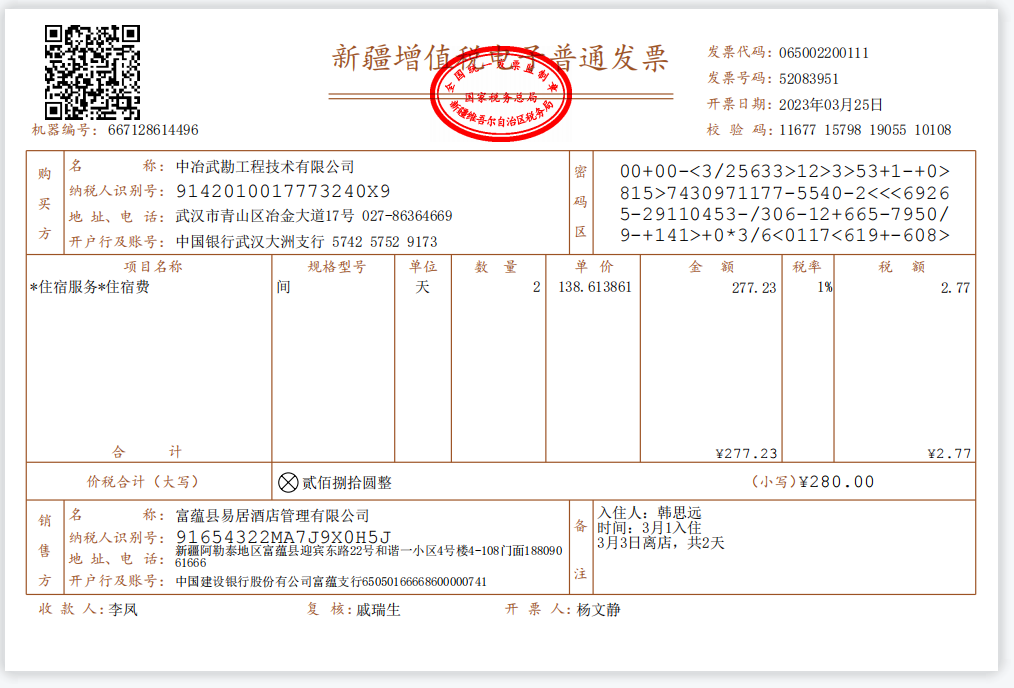 新疆增值税电子普通发票
全国统一发票监制章
国家税务总局
新疆维吾尔自治区税务局
发票代码: 065002200111
发票号码: 52083951
开票日期: 2023年03月25日
校 验 码: 11677 15798 19055 10108
机器编号: 667128614496
购买方
名 称: 中冶武勘工程技术有限公司
纳税人识别号: 9142010017773240X9
地 址、电 话: 武汉市青山区冶金大道17号 027-86364669
开户行及账号: 中国银行武汉大洲支行 5742 5752 9173
密码区
00+00-<3/25633>12>3>53+1-+0>
815>7430971177-5540-2<<<6926
5-29110453-/306-12+665-7950/
9-+141>+0*3/6<0117<619+-608>
项目名称 规格型号 单位 数 量 单 价 金 额 税率 税 额
*住宿服务*住宿费 间 天 2 138.613861 277.23 1% 2.77
合 计 ¥277.23 ¥2.77
价税合计（大写） 贰佰捌拾圆整 （小写）¥280.00
销售方
名 称: 富蕴县易居酒店管理有限公司
纳税人识别号: 91654322MA7J9X0H5J
地 址、电 话: 新疆阿勒泰地区富蕴县迎宾东路22号和谐一小区4号楼4-108门面188090
61666
开户行及账号: 中国建设银行股份有公司富蕴支行65050166668600000741
备注
入住人: 韩思远
时间: 3月1入住
3月3日离店, 共2天
收 款 人: 李凤 复 核: 戚瑞生 开 票 人: 杨文静